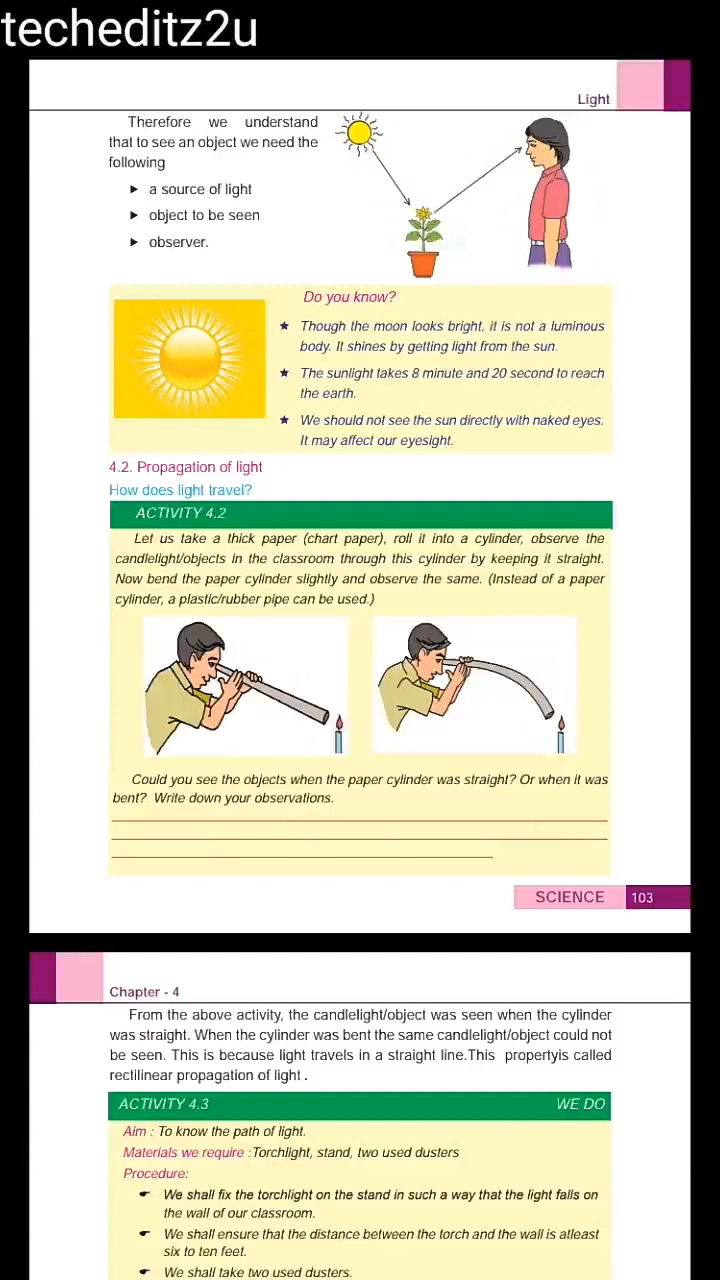 techeditz2u
Light
Therefore we understand
that to see an object we need the
following
a source of light
object to be seen
observer.
Do you know?
Though the moon looks bright, it is not a luminous
body. It shines by getting light from the sun.
The sunlight takes 8 minute and 20 second to reach
the earth.
We should not see the sun directly with naked eyes.
It may affect our eyesight.
4.2. Propagation of light
How does light travel?
ACTIVITY 4.2
Let us take a thick paper (chart paper), roll it into a cylinder, observe the
candlelight/objects in the classroom through this cylinder by keeping it straight.
Now bend the paper cylinder slightly and observe the same. (Instead of a paper
cylinder, a plastic/rubber pipe can be used.)
Could you see the objects when the paper cylinder was straight? Or when it was
bent? Write down your observations.
SCIENCE 103
Chapter - 4
From the above activity, the candlelight/object was seen when the cylinder
was straight. When the cylinder was bent the same candlelight/object could not
be seen. This is because light travels in a straight line.This propertyis called
rectilinear propagation of light .
ACTIVITY 4.3 WE DO
Aim : To know the path of light.
Materials we require :Torchlight, stand, two used dusters
Procedure:
We shall fix the torchlight on the stand in such a way that the light falls on
the wall of our classroom.
We shall ensure that the distance between the torch and the wall is atleast
six to ten feet.
We shall take two used dusters.